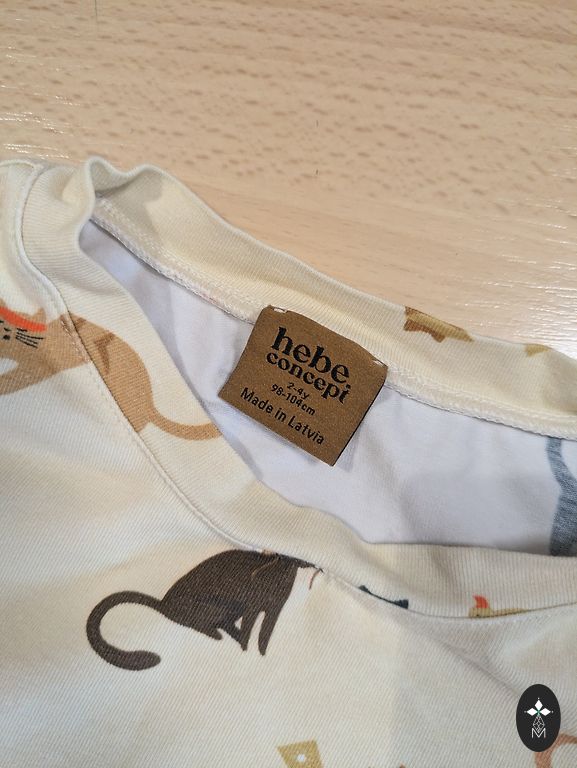 hebe.
concept
2-4y
98-104cm
Made in Latvia
M